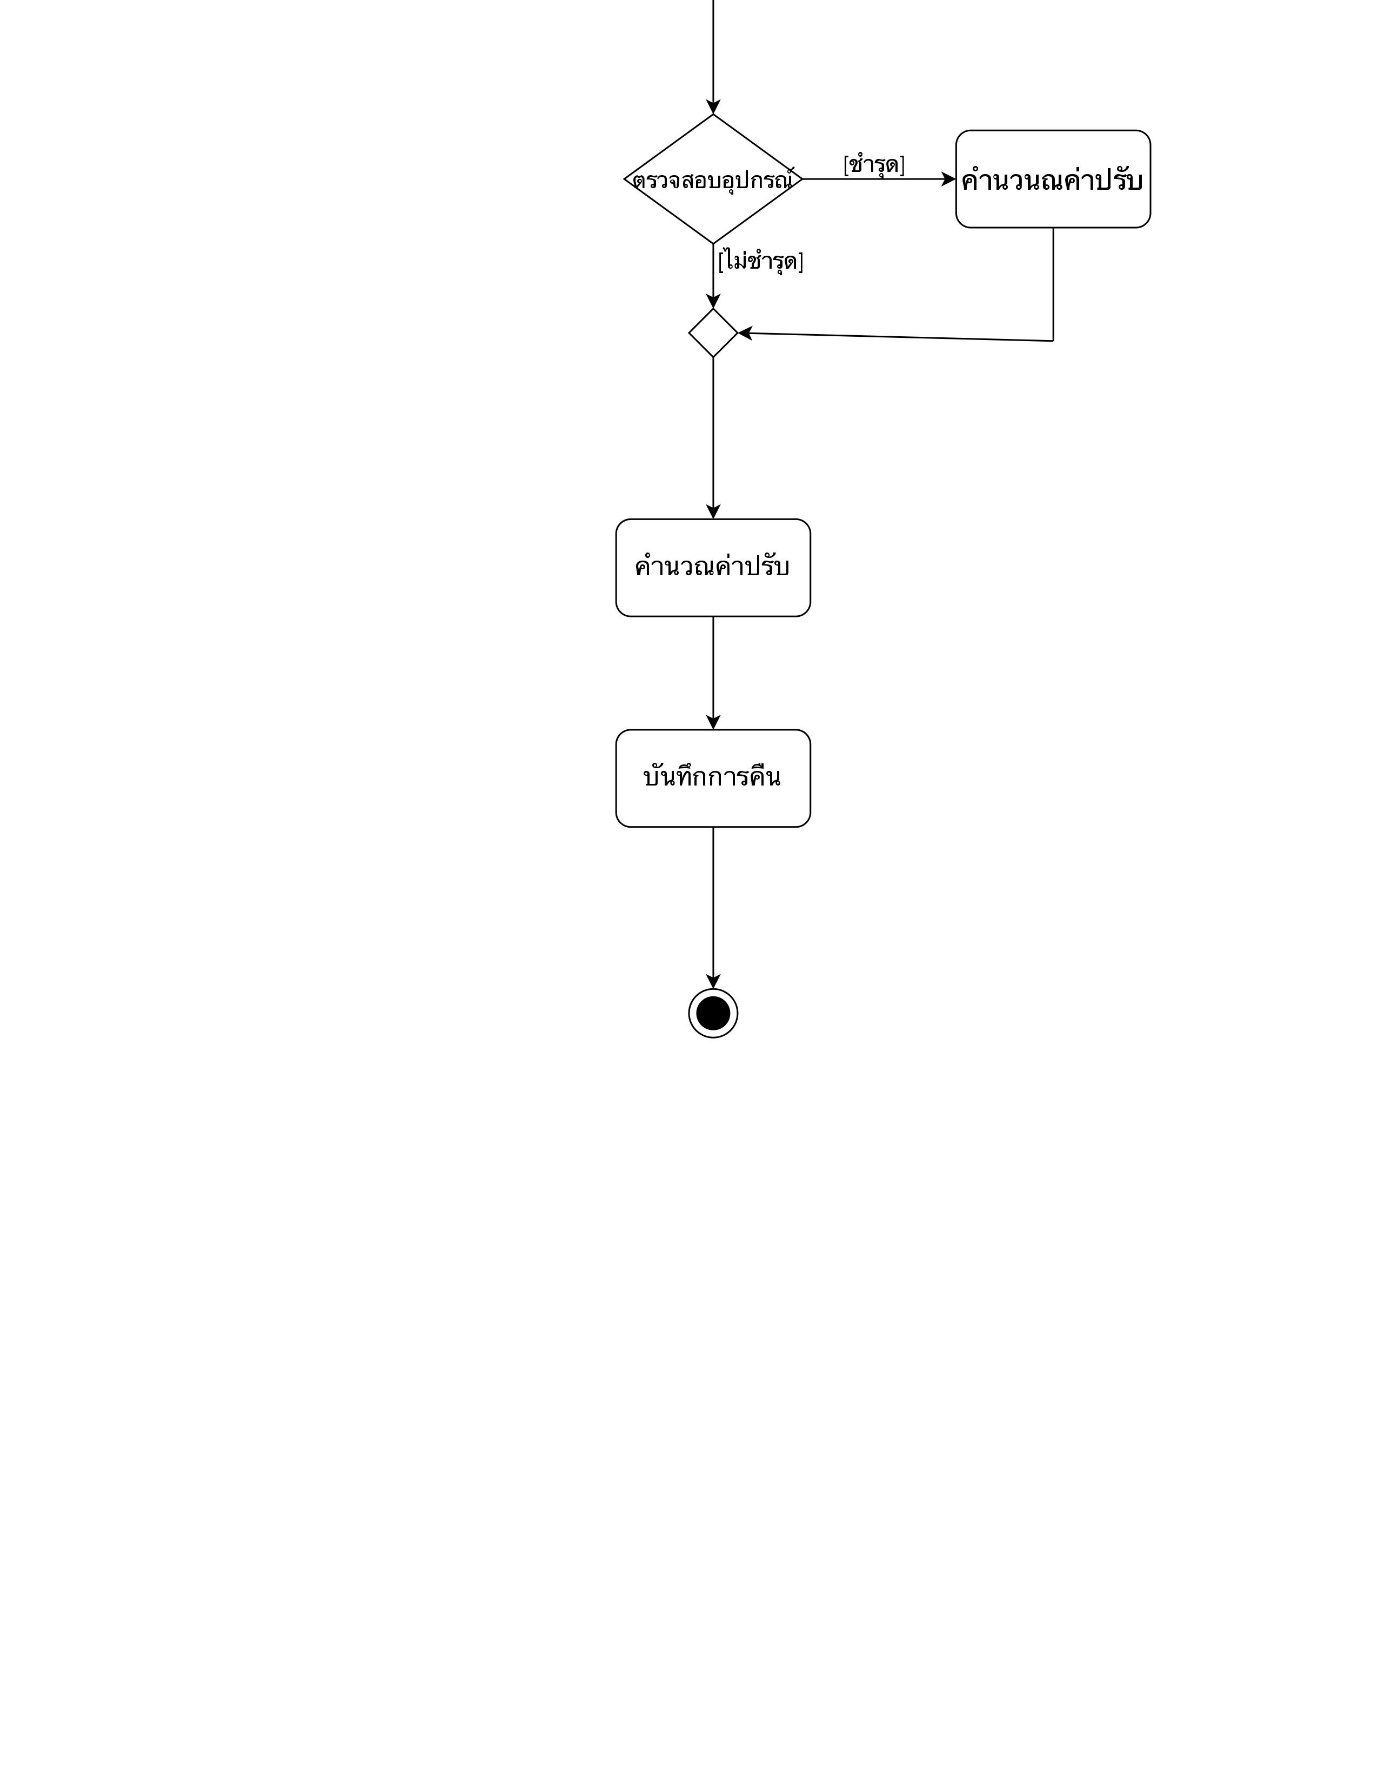 [ชำรุด]
ตรวจสอบอุปกรณ์
คำนวนณค่าปรับ
[ไม่ชำรุด]
คำนวณค่าปรับ
บันทึกการคืน